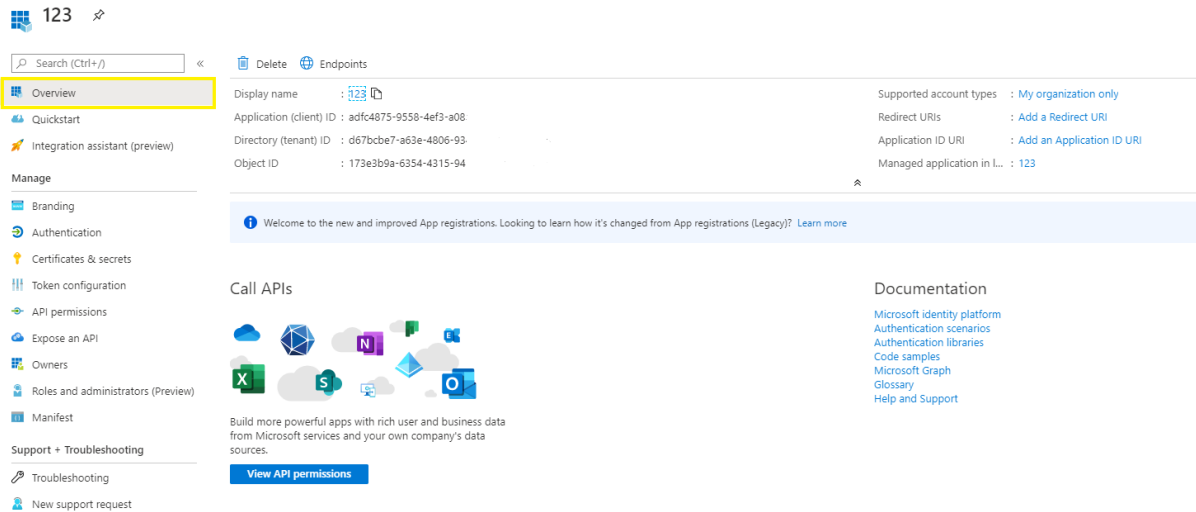 123
Search (Ctrl+/)
«
Overview
Quickstart
Integration assistant (preview)
Manage
Branding
Authentication
Certificates & secrets
Token configuration
API permissions
Expose an API
Owners
Roles and administrators (Preview)
Manifest
Support + Troubleshooting
Troubleshooting
New support request
Delete Endpoints
Display name : 123
Application (client) ID : adfc4875-9558-4ef3-a08
Directory (tenant) ID : d67bcbe7-a63e-4806-93
Object ID : 173e3b9a-6354-4315-94
Supported account types : My organization only
Redirect URIs : Add a Redirect URI
Application ID URI : Add an Application ID URI
Managed application in l... : 123
Welcome to the new and improved App registrations. Looking to learn how it's changed from App registrations (Legacy)? Learn more
Call APIs
Build more powerful apps with rich user and business data
from Microsoft services and your own company's data
sources.
View API permissions
Documentation
Microsoft identity platform
Authentication scenarios
Authentication libraries
Code samples
Microsoft Graph
Glossary
Help and Support